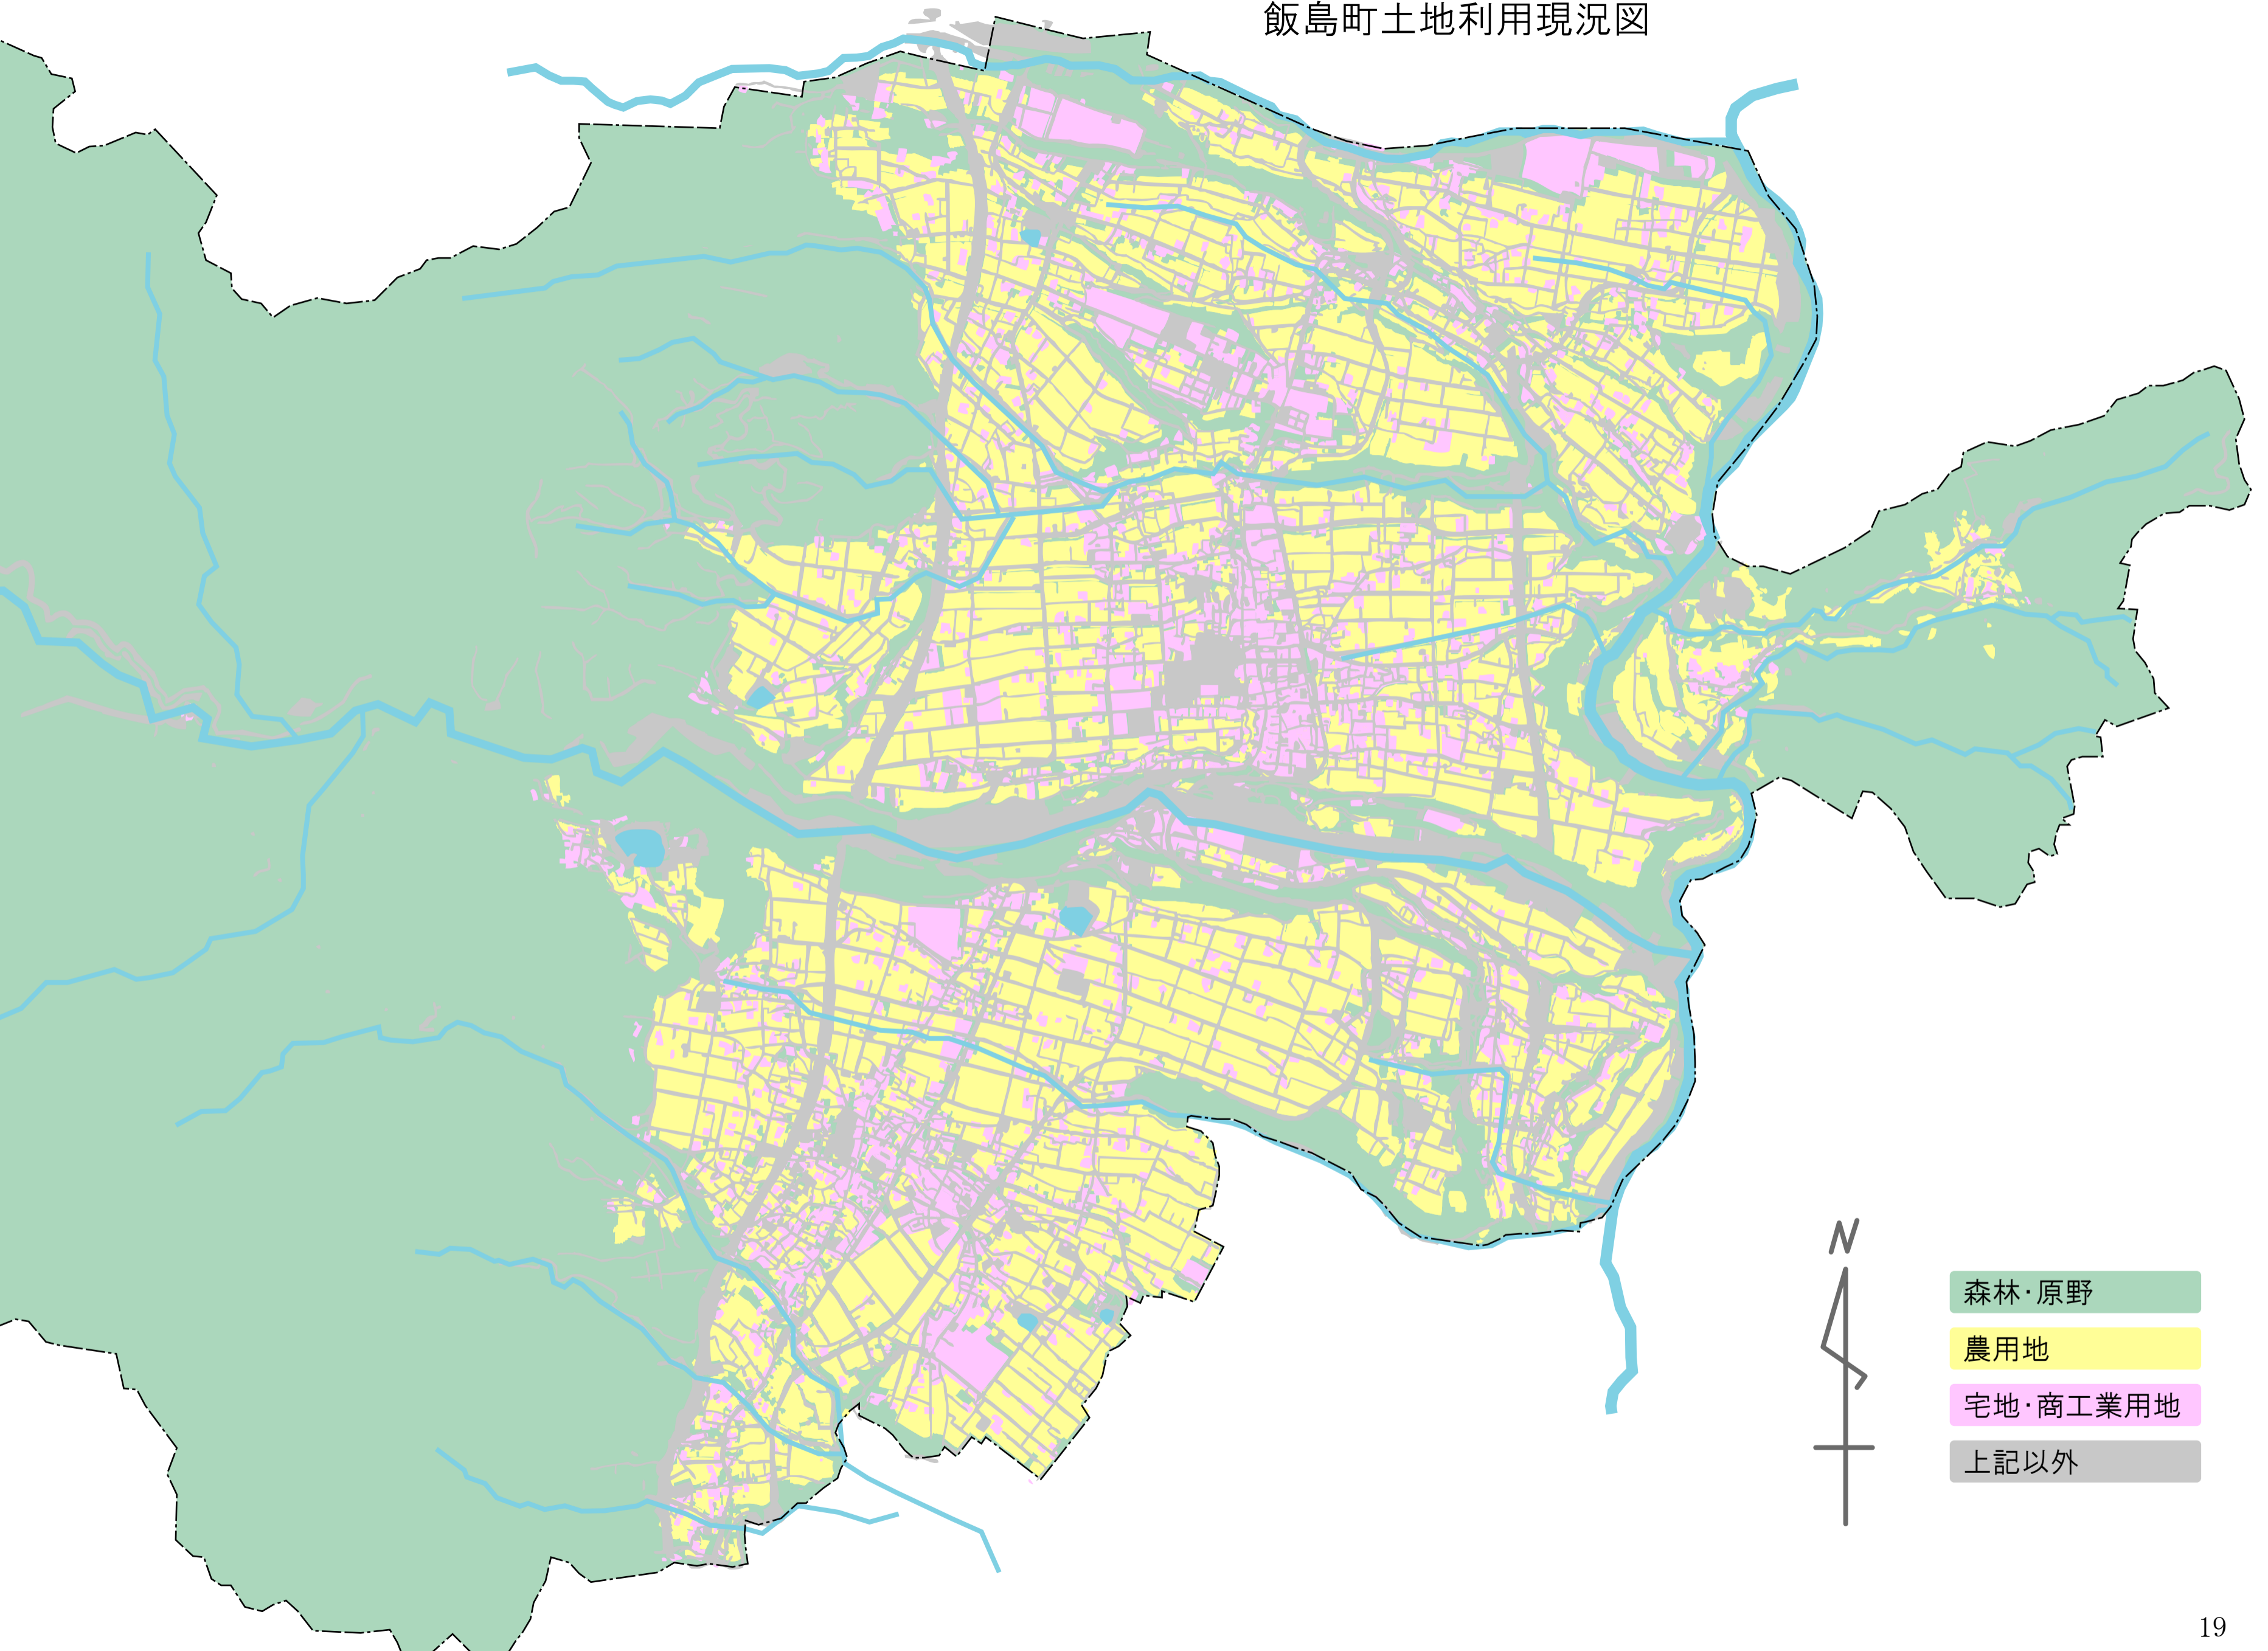 飯島町土地利用現況図
N
森林・原野
農用地
宅地・商工業用地
上記以外
19